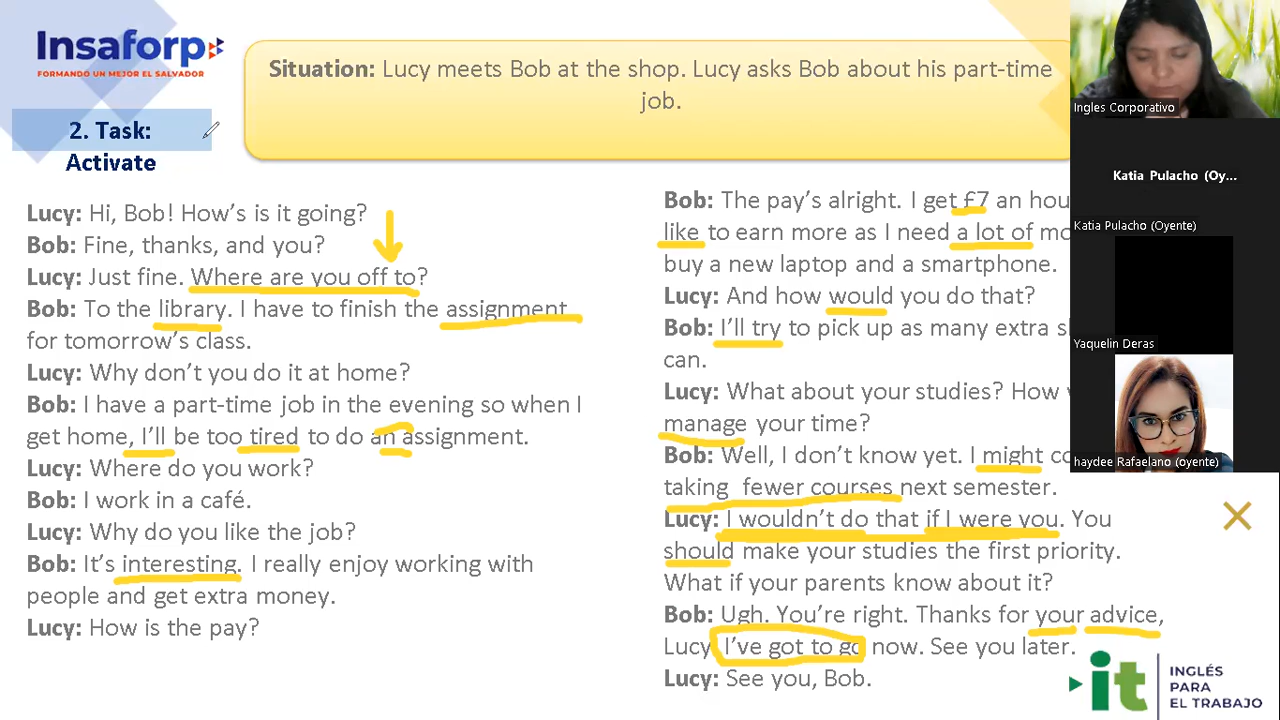 Insaforp
FORMANDO UN MEJOR EL SALVADOR
Situation: Lucy meets Bob at the shop. Lucy asks Bob about his part-time
job.
2. Task:
Activate
Lucy: Hi, Bob! How's is it going?
Bob: Fine, thanks, and you?
Lucy: Just fine. Where are you off to?
Bob: To the library. I have to finish the assignment
for tomorrow's class.
Lucy: Why don't you do it at home?
Bob: I have a part-time job in the evening so when I
get home, I'll be too tired to do an assignment.
Lucy: Where do you work?
Bob: I work in a café.
Lucy: Why do you like the job?
Bob: It's interesting. I really enjoy working with
people and get extra money.
Lucy: How is the pay?
Bob: The pay's alright. I get £7 an hou
like to earn more as I need a lot of mo
buy a new laptop and a smartphone.
Lucy: And how would you do that?
Bob: I'll try to pick up as many extra s
can.
Lucy: What about your studies? How
manage your time?
Bob: Well, I don't know yet. I might co
taking fewer courses next semester.
Lucy: I wouldn't do that if I were you. You
should make your studies the first priority.
What if your parents know about it?
Bob: Ugh. You're right. Thanks for your advice,
Lucy I've got to go now. See you later.
Lucy: See you, Bob.
Ingles Corporativo
Katia Pulacho (Oy...
Katia Pulacho (Oyente)
Yaquelin Deras
haydee Rafaelano (oyente)
it
INGLÉS
PARA
EL TRABAJO